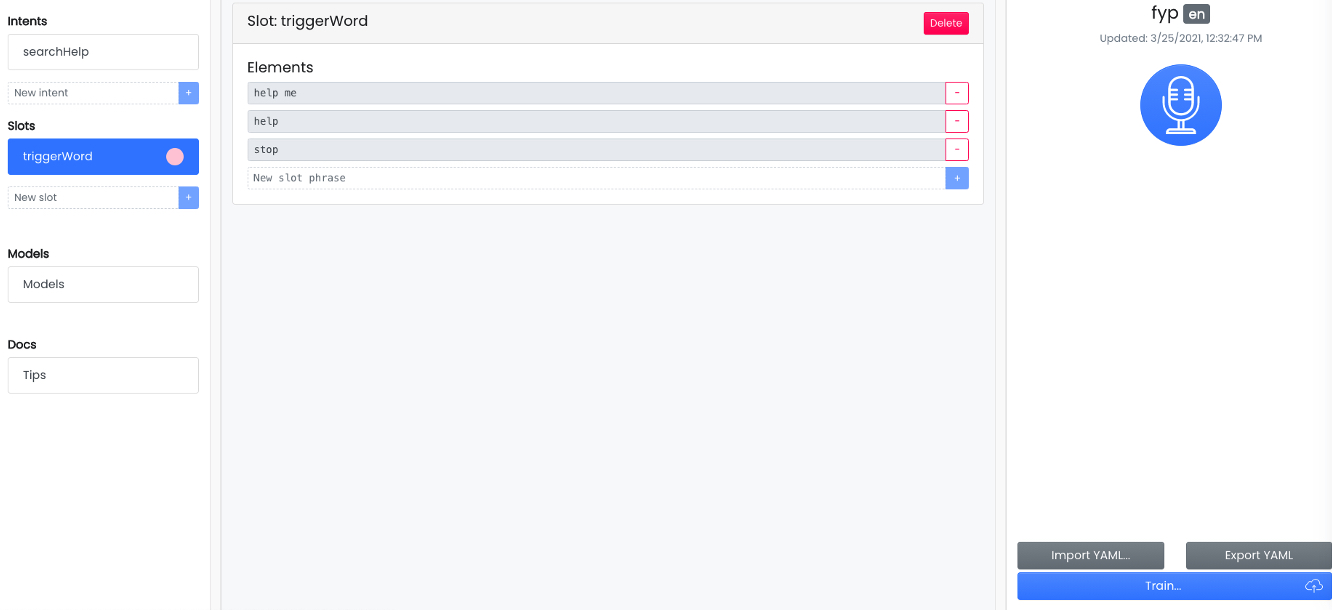 Intents
searchHelp
New intent
+
Slots
triggerWord
New slot
+
Models
Models
Docs
Tips
Slot: triggerWord
Delete
Elements
help me
-
help
-
stop
-
New slot phrase
+
fyp en
Updated: 3/25/2021, 12:32:47 PM
Import YAML...
Export YAML
Train...